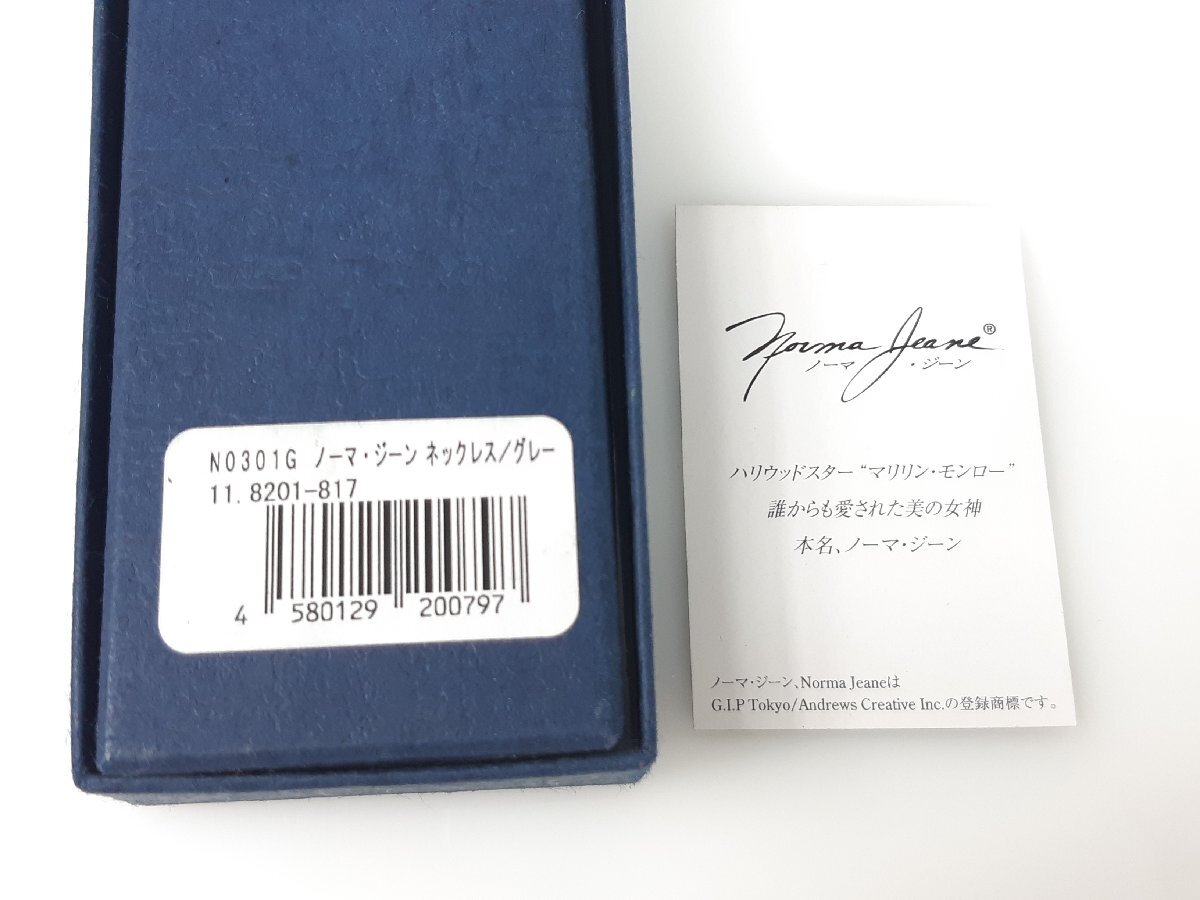 N0301G ノーマ・ジーン ネックレス/グレー
11. 8201-817
4 580129 200797
Norma Jeane®
ノーマ・ジーン
ハリウッドスター “マリリン・モンロー”
誰からも愛された美の女神
本名、ノーマ・ジーン
ノーマ・ジーン、Norma Jeaneは
G.I.P Tokyo/Andrews Creative Inc.の登録商標です。